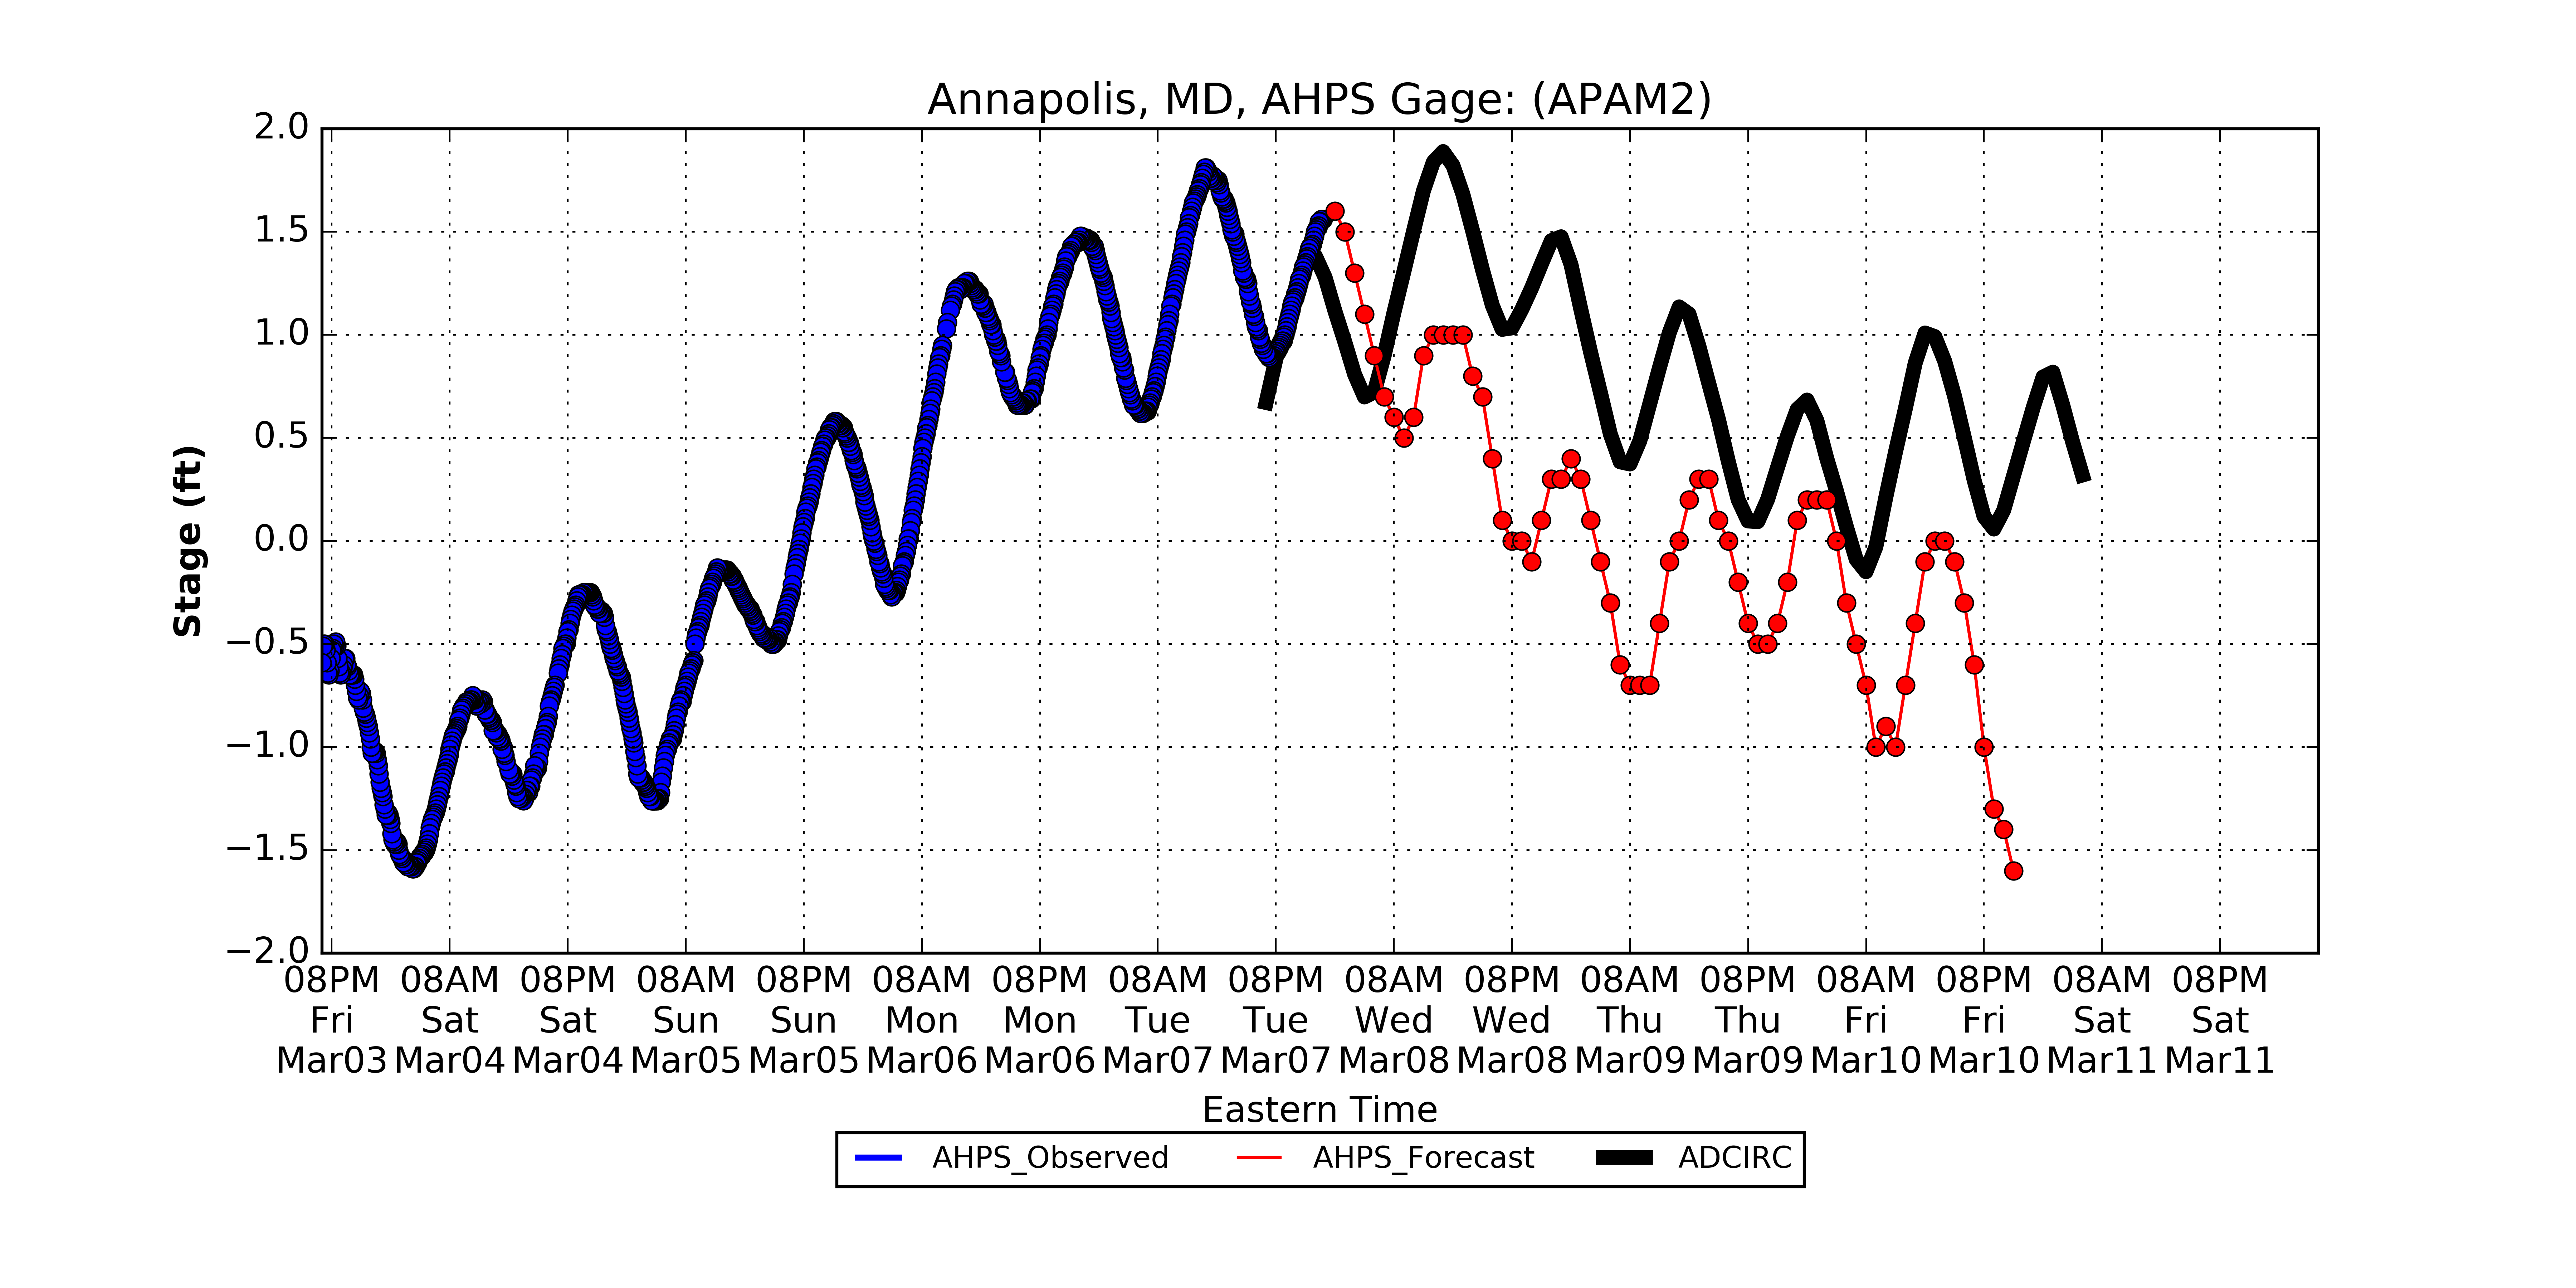 Annapolis, MD, AHPS Gage: (APAM2)
2.0
1.5
1.0
0.5
0.0
−0.5
−1.0
−1.5
−2.0
Stage (ft)
08PM 08AM 08PM 08AM 08PM 08AM 08PM 08AM 08PM 08AM 08PM 08AM 08PM 08AM 08PM 08AM 08PM
Fri Sat Sat Sun Sun Mon Mon Tue Tue Wed Wed Thu Thu Fri Fri Sat Sat
Mar03 Mar04 Mar04 Mar05 Mar05 Mar06 Mar06 Mar07 Mar07 Mar08 Mar08 Mar09 Mar09 Mar10 Mar10 Mar11 Mar11
Eastern Time
AHPS_Observed AHPS_Forecast ADCIRC